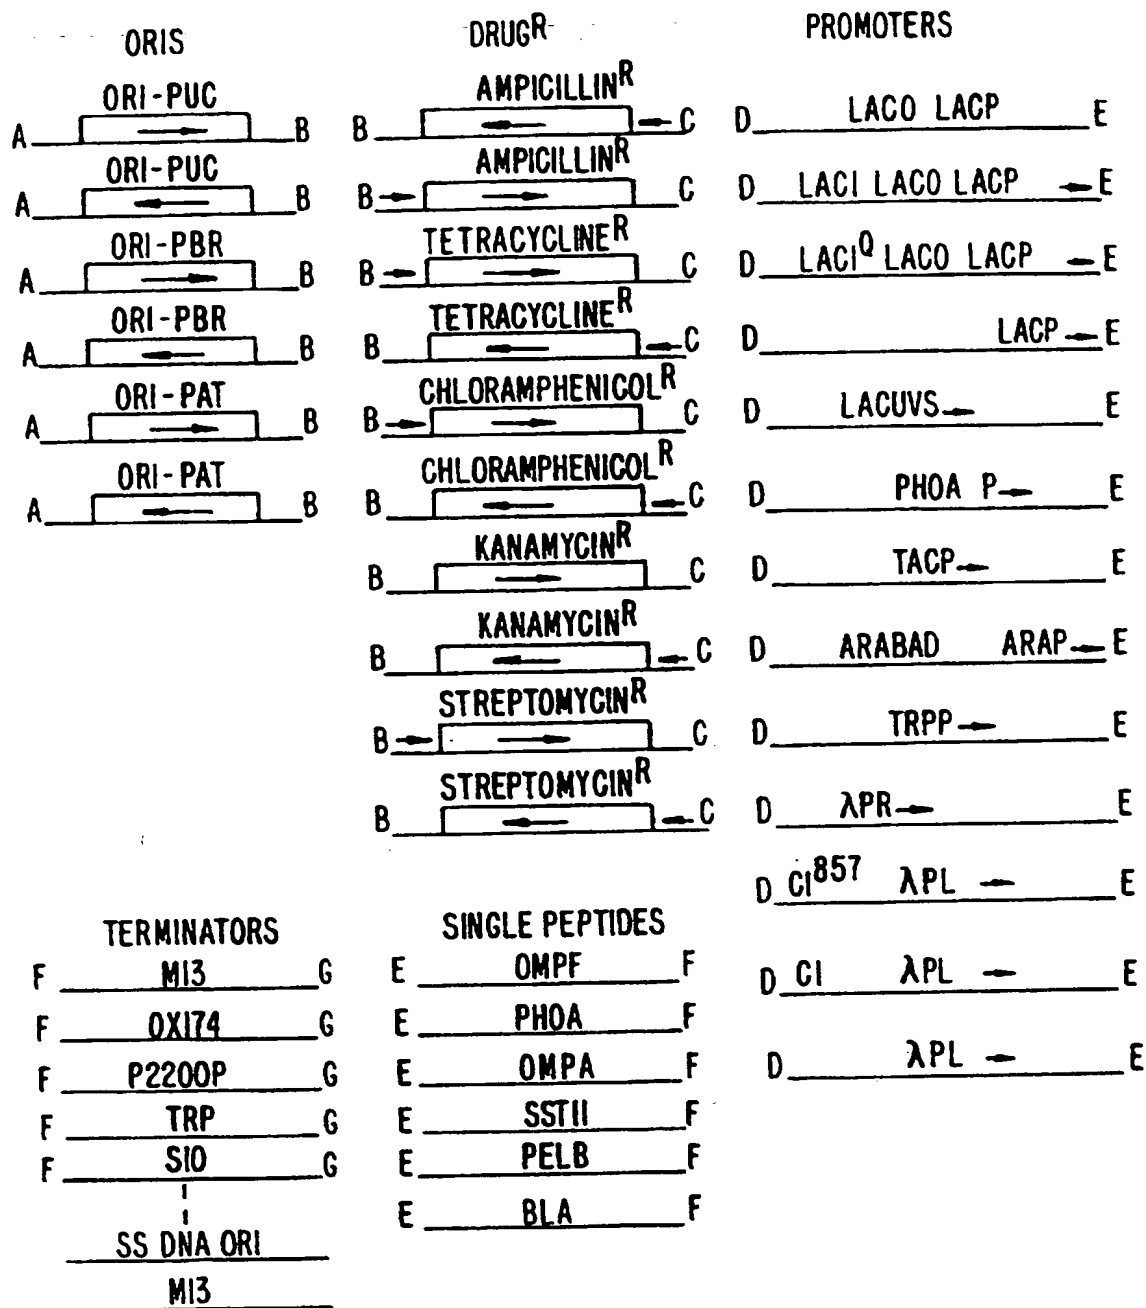 ORIS
ORI-PUC
A B
ORI-PUC
A B
ORI-PBR
A B
ORI-PBR
A B
ORI-PAT
A B
ORI-PAT
A B
DRUGR
AMPICILLINR
B C
AMPICILLINR
B C
TETRACYCLINER
B C
TETRACYCLINER
B C
CHLORAMPHENICOLR
B C
CHLORAMPHENICOLR
B C
KANAMYCINR
B C
KANAMYCINR
B C
STREPTOMYCINR
B C
STREPTOMYCINR
B C
PROMOTERS
D LACO LACP E
D LACI LACO LACP E
D LACIQ LACO LACP E
D LACP E
D LACUVS E
D PHOA P E
D TACP E
D ARABAD ARAP E
D TRPP E
D λPR E
D CI857 λPL E
D CI λPL E
D λPL E
TERMINATORS
F M13 G
F OX174 G
F P22OOP G
F TRP G
F S10 G
SS DNA ORI
M13
SINGLE PEPTIDES
E OMPF F
E PHOA F
E OMPA F
E SSTII F
E PELB F
E BLA F